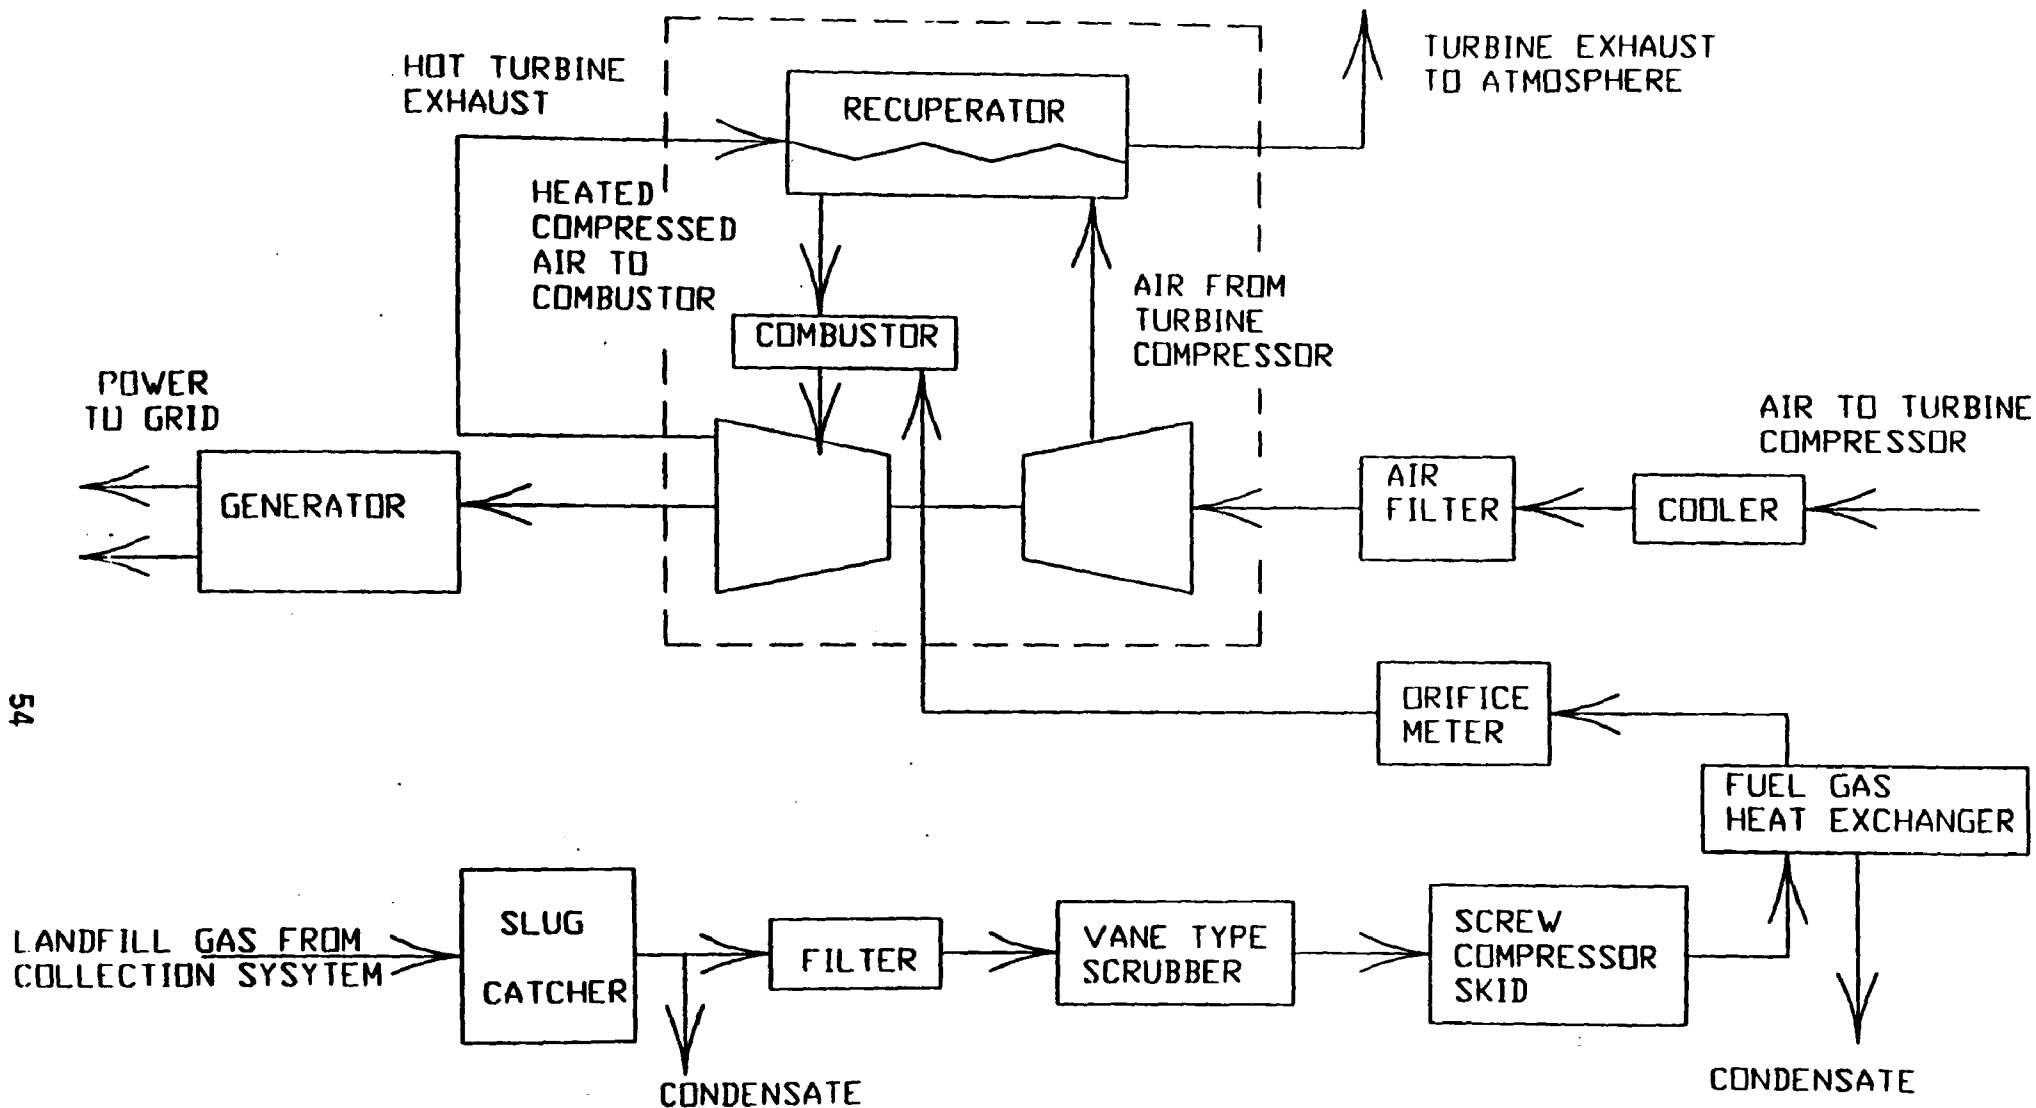 HOT TURBINE
EXHAUST
RECUPERATOR
TURBINE EXHAUST
TO ATMOSPHERE
HEATED
COMPRESSED
AIR TO
COMBUSTOR
AIR FROM
TURBINE
COMPRESSOR
COMBUSTOR
POWER
TO GRID
GENERATOR
AIR TO TURBINE
COMPRESSOR
AIR
FILTER
COOLER
54
ORIFICE
METER
FUEL GAS
HEAT EXCHANGER
LANDFILL GAS FROM
COLLECTION SYSYTEM
SLUG
CATCHER
FILTER
VANE TYPE
SCRUBBER
SCREW
COMPRESSOR
SKID
CONDENSATE
CONDENSATE